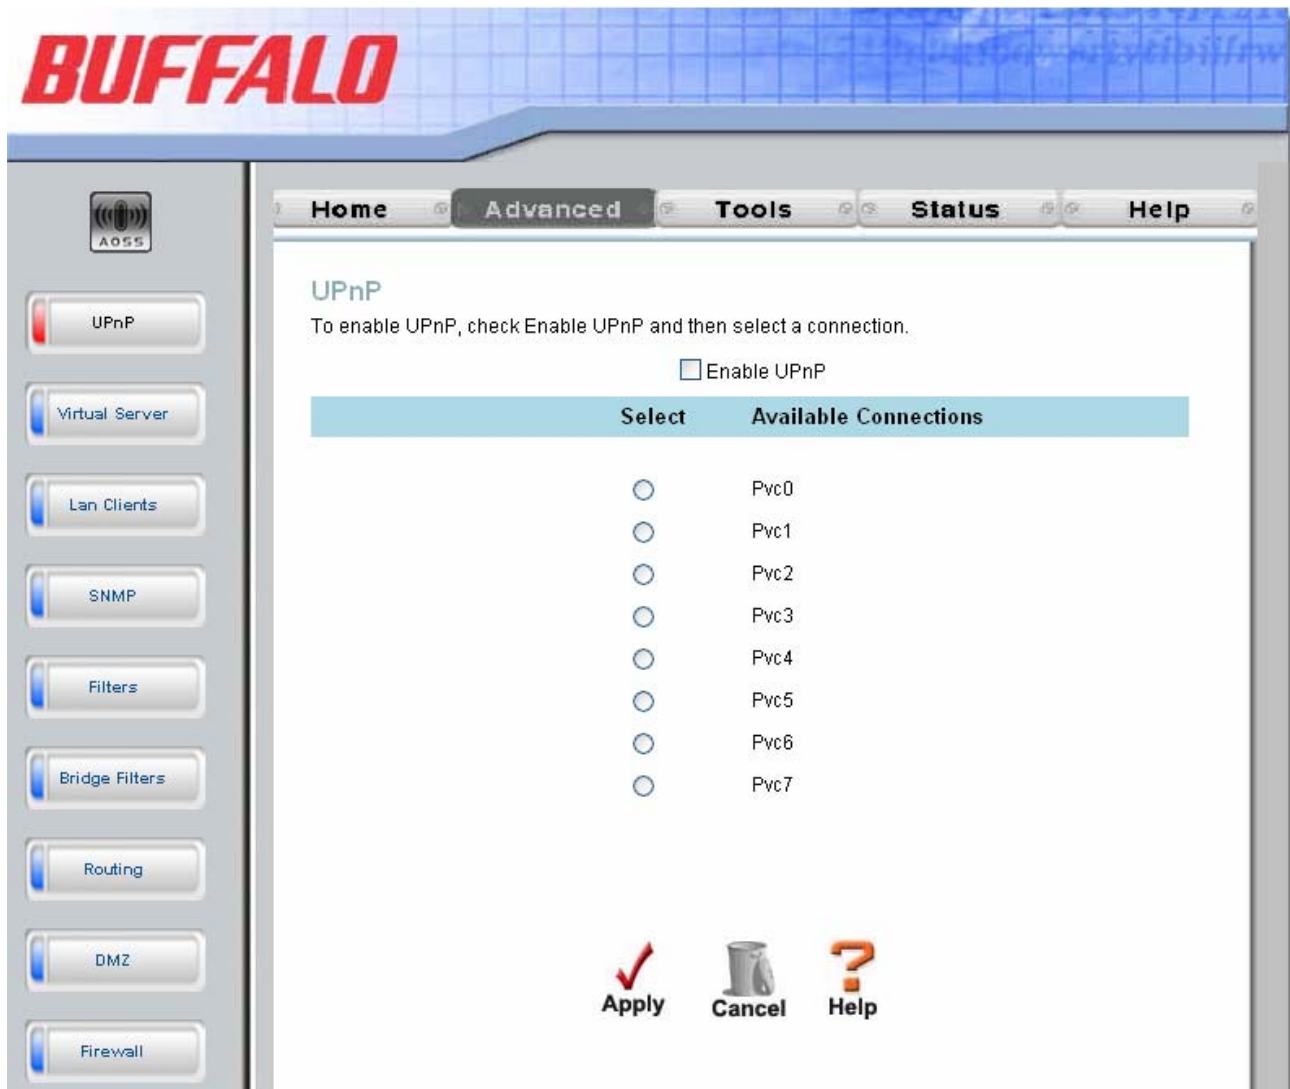 BUFFALO
AOSS
Home Advanced Tools Status Help
UPnP
Virtual Server
Lan Clients
SNMP
Filters
Bridge Filters
Routing
DMZ
Firewall
UPnP
To enable UPnP, check Enable UPnP and then select a connection.
Enable UPnP
Select Available Connections
Pvc0
Pvc1
Pvc2
Pvc3
Pvc4
Pvc5
Pvc6
Pvc7
Apply Cancel Help